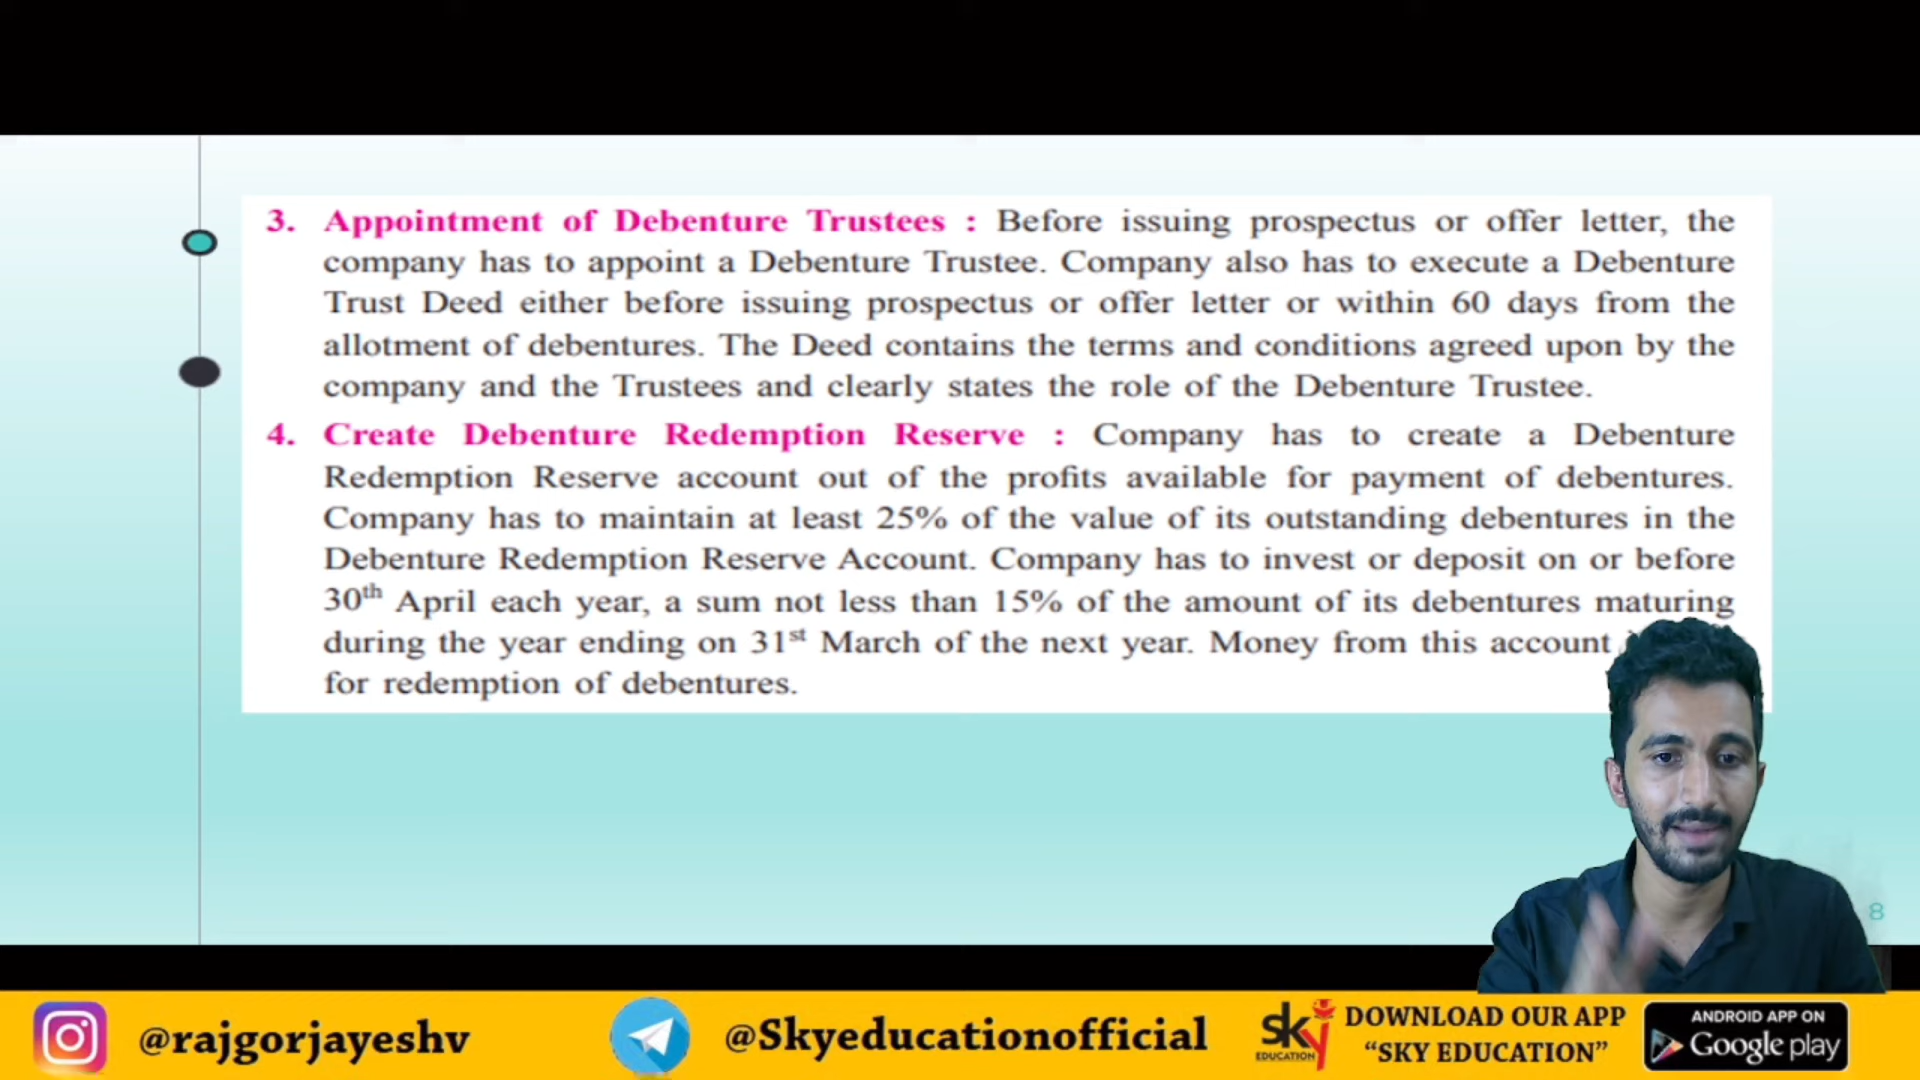 3. Appointment of Debenture Trustees : Before issuing prospectus or offer letter, the
company has to appoint a Debenture Trustee. Company also has to execute a Debenture
Trust Deed either before issuing prospectus or offer letter or within 60 days from the
allotment of debentures. The Deed contains the terms and conditions agreed upon by the
company and the Trustees and clearly states the role of the Debenture Trustee.
4. Create Debenture Redemption Reserve : Company has to create a Debenture
Redemption Reserve account out of the profits available for payment of debentures.
Company has to maintain at least 25% of the value of its outstanding debentures in the
Debenture Redemption Reserve Account. Company has to invest or deposit on or before
30th April each year, a sum not less than 15% of the amount of its debentures maturing
during the year ending on 31st March of the next year. Money from this account
for redemption of debentures.
8
@rajgorjayeshv
@Skyeducationofficial
sky
EDUCATION
DOWNLOAD OUR APP
“SKY EDUCATION”
ANDROID APP ON
Google play